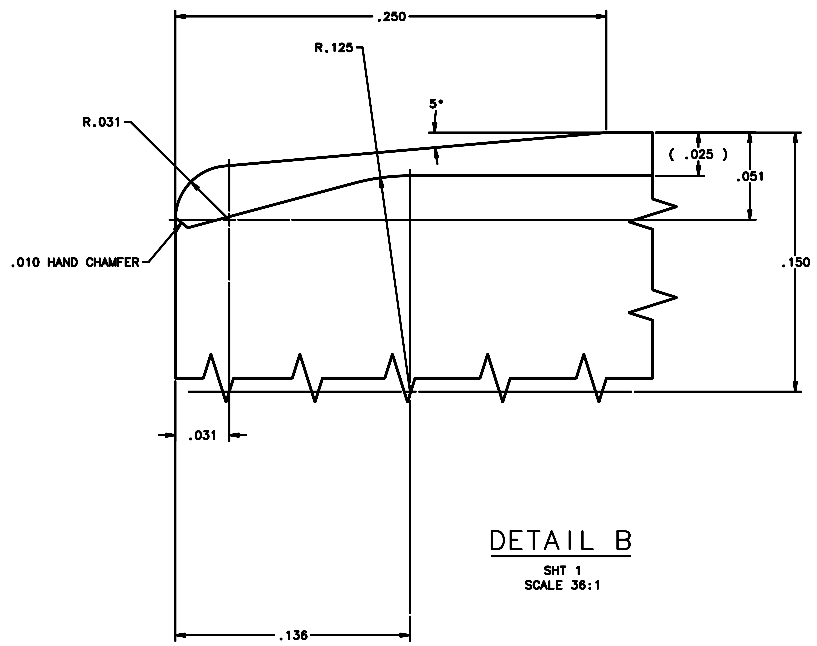 .250
R.125
5°
R.031
( .025 )
.051
.010 HAND CHAMFER
.150
.031
DETAIL B
SHT 1
SCALE 36:1
.136